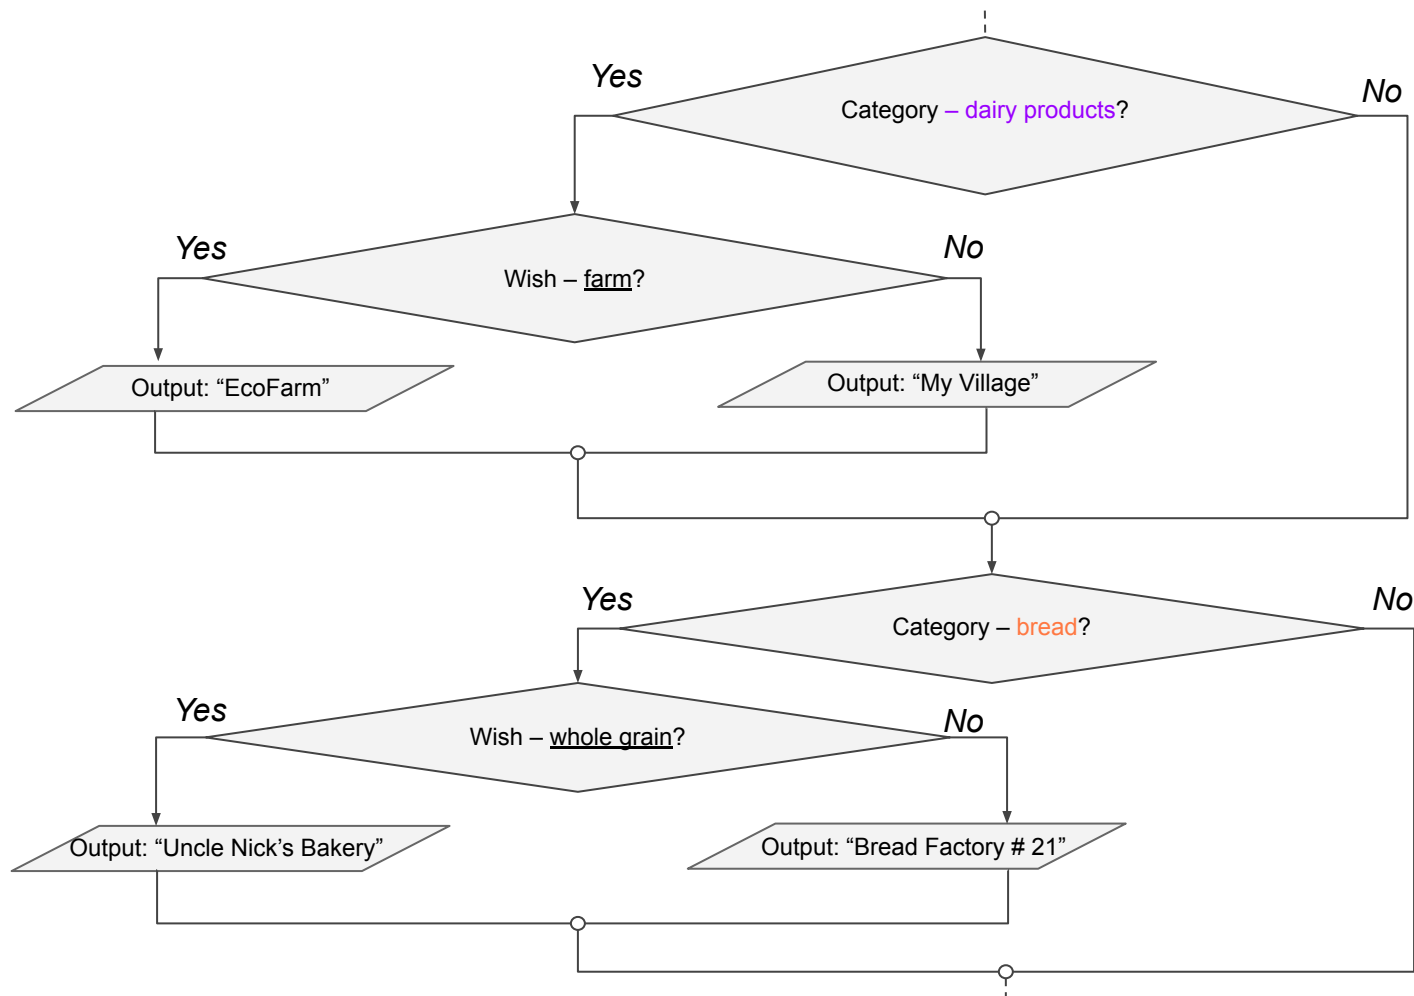 Yes
No
Category – dairy products?
Yes
No
Wish – farm?
Output: “EcoFarm”
Output: “My Village”
Yes
No
Category – bread?
Yes
No
Wish – whole grain?
Output: “Uncle Nick’s Bakery”
Output: “Bread Factory # 21”